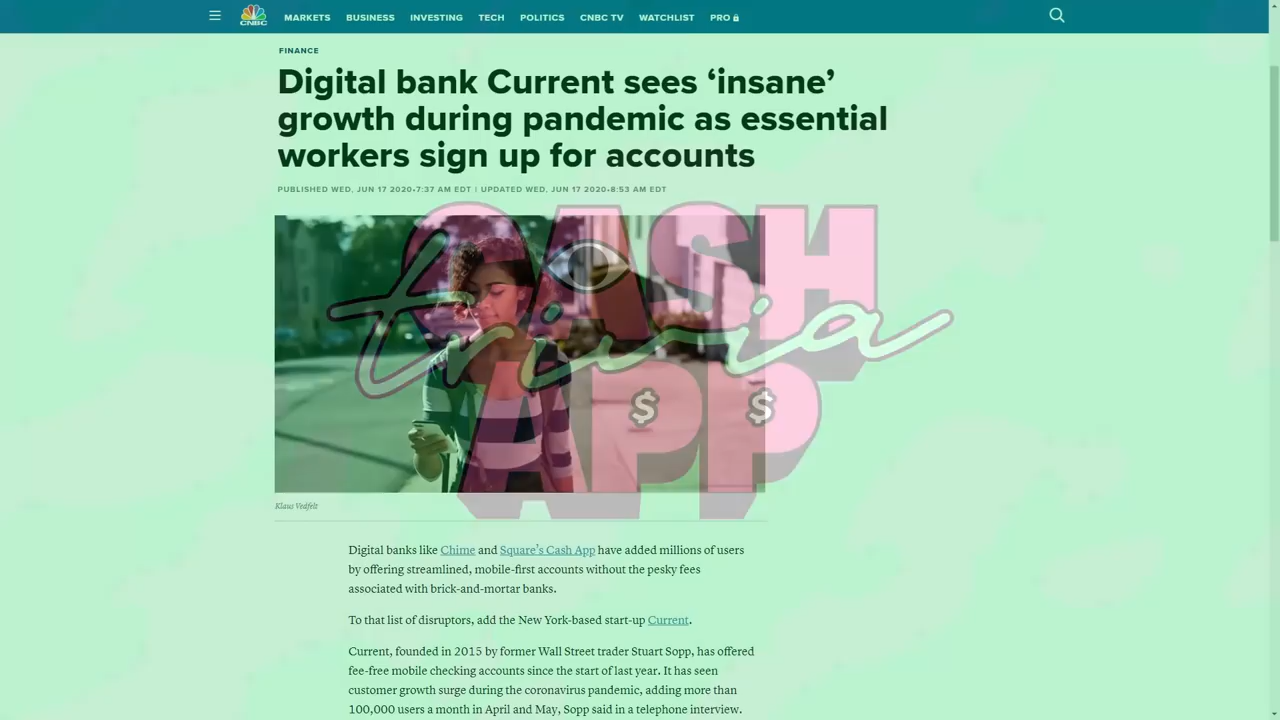 CNBC
MARKETS BUSINESS INVESTING TECH POLITICS CNBC TV WATCHLIST PRO
FINANCE
Digital bank Current sees ‘insane’
growth during pandemic as essential
workers sign up for accounts
PUBLISHED WED, JUN 17 2020•7:37 AM EDT | UPDATED WED, JUN 17 2020•8:53 AM EDT
CASH
trivia
APP
$ $
Klaus Vedfelt
Digital banks like Chime and Square’s Cash App have added millions of users
by offering streamlined, mobile-first accounts without the pesky fees
associated with brick-and-mortar banks.
To that list of disruptors, add the New York-based start-up Current.
Current, founded in 2015 by former Wall Street trader Stuart Sopp, has offered
fee-free mobile checking accounts since the start of last year. It has seen
customer growth surge during the coronavirus pandemic, adding more than
100,000 users a month in April and May, Sopp said in a telephone interview.